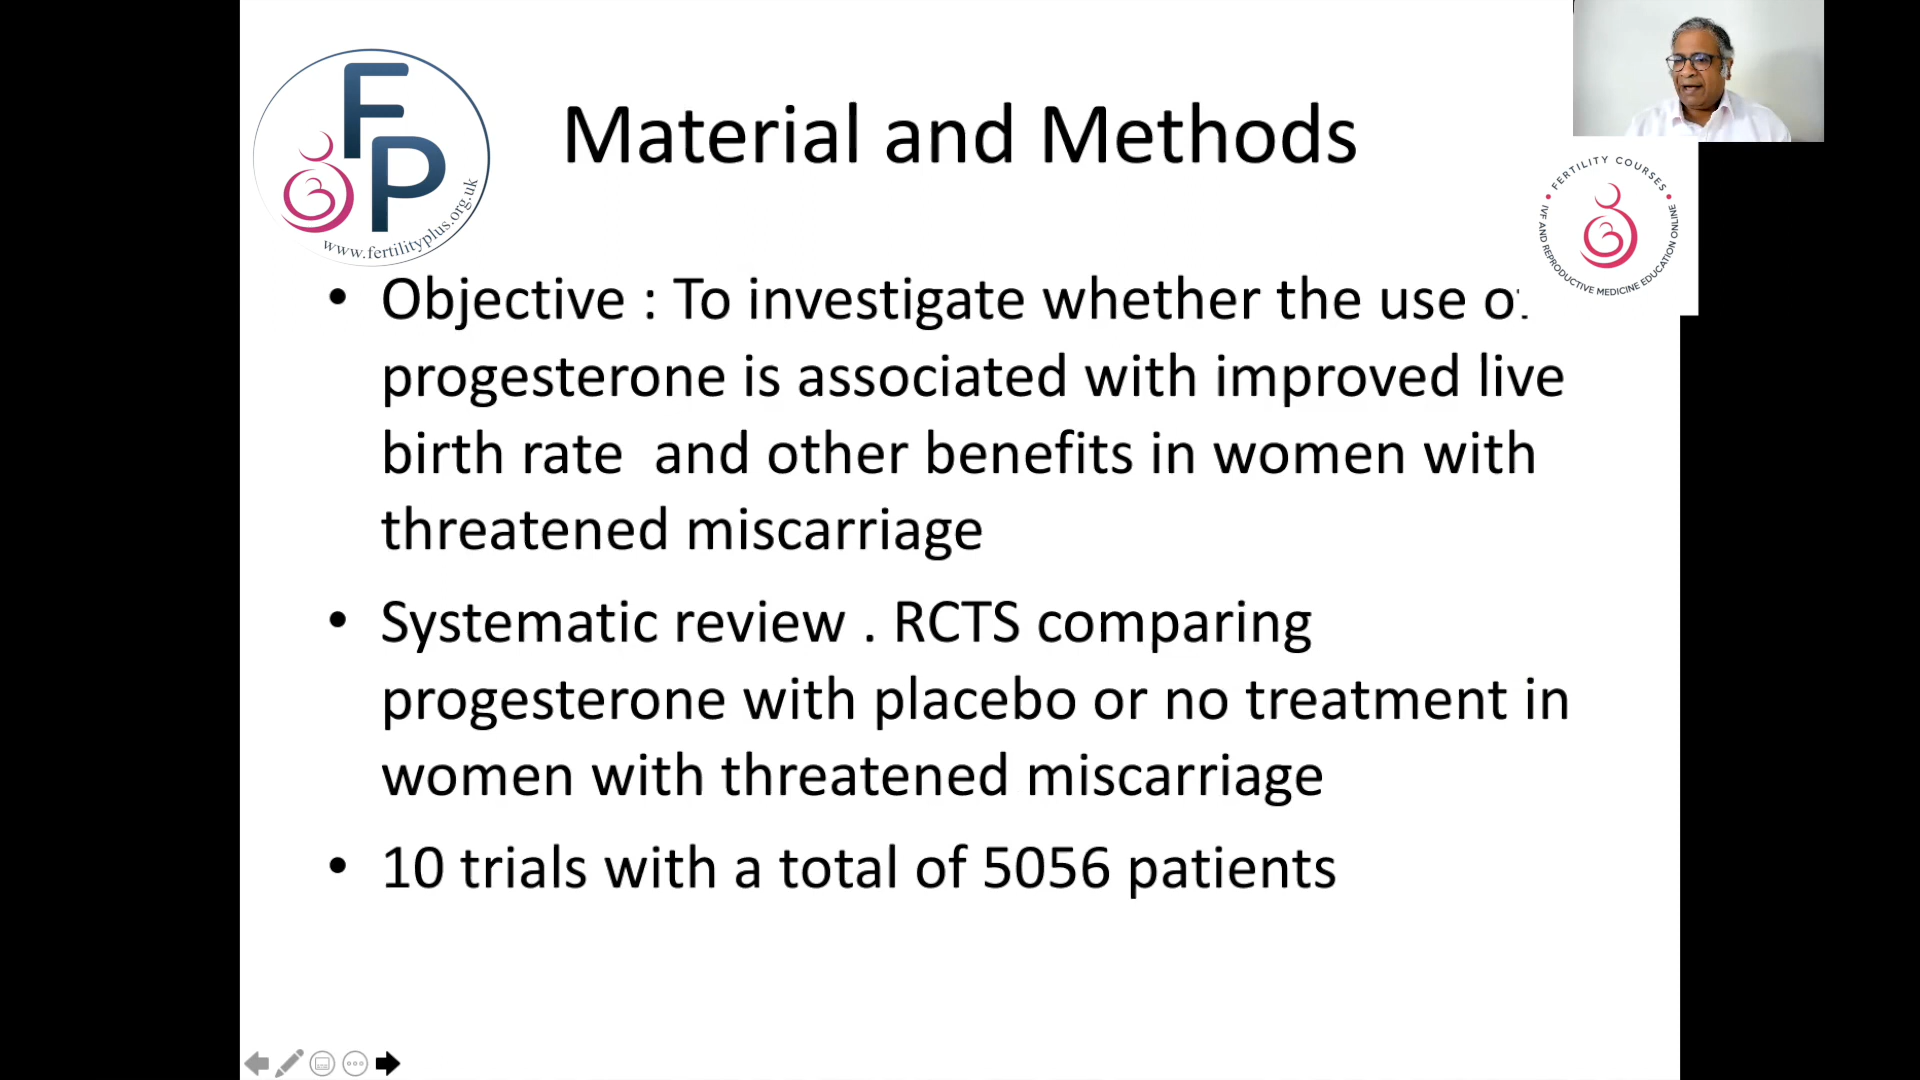 FP
www.fertilityplus.org.uk
Material and Methods
FERTILITY COURSES
IVF AND REPRODUCTIVE MEDICINE EDUCATION ONLINE
• Objective : To investigate whether the use
progesterone is associated with improved live
birth rate and other benefits in women with
threatened miscarriage
• Systematic review . RCTS comparing
progesterone with placebo or no treatment in
women with threatened miscarriage
• 10 trials with a total of 5056 patients